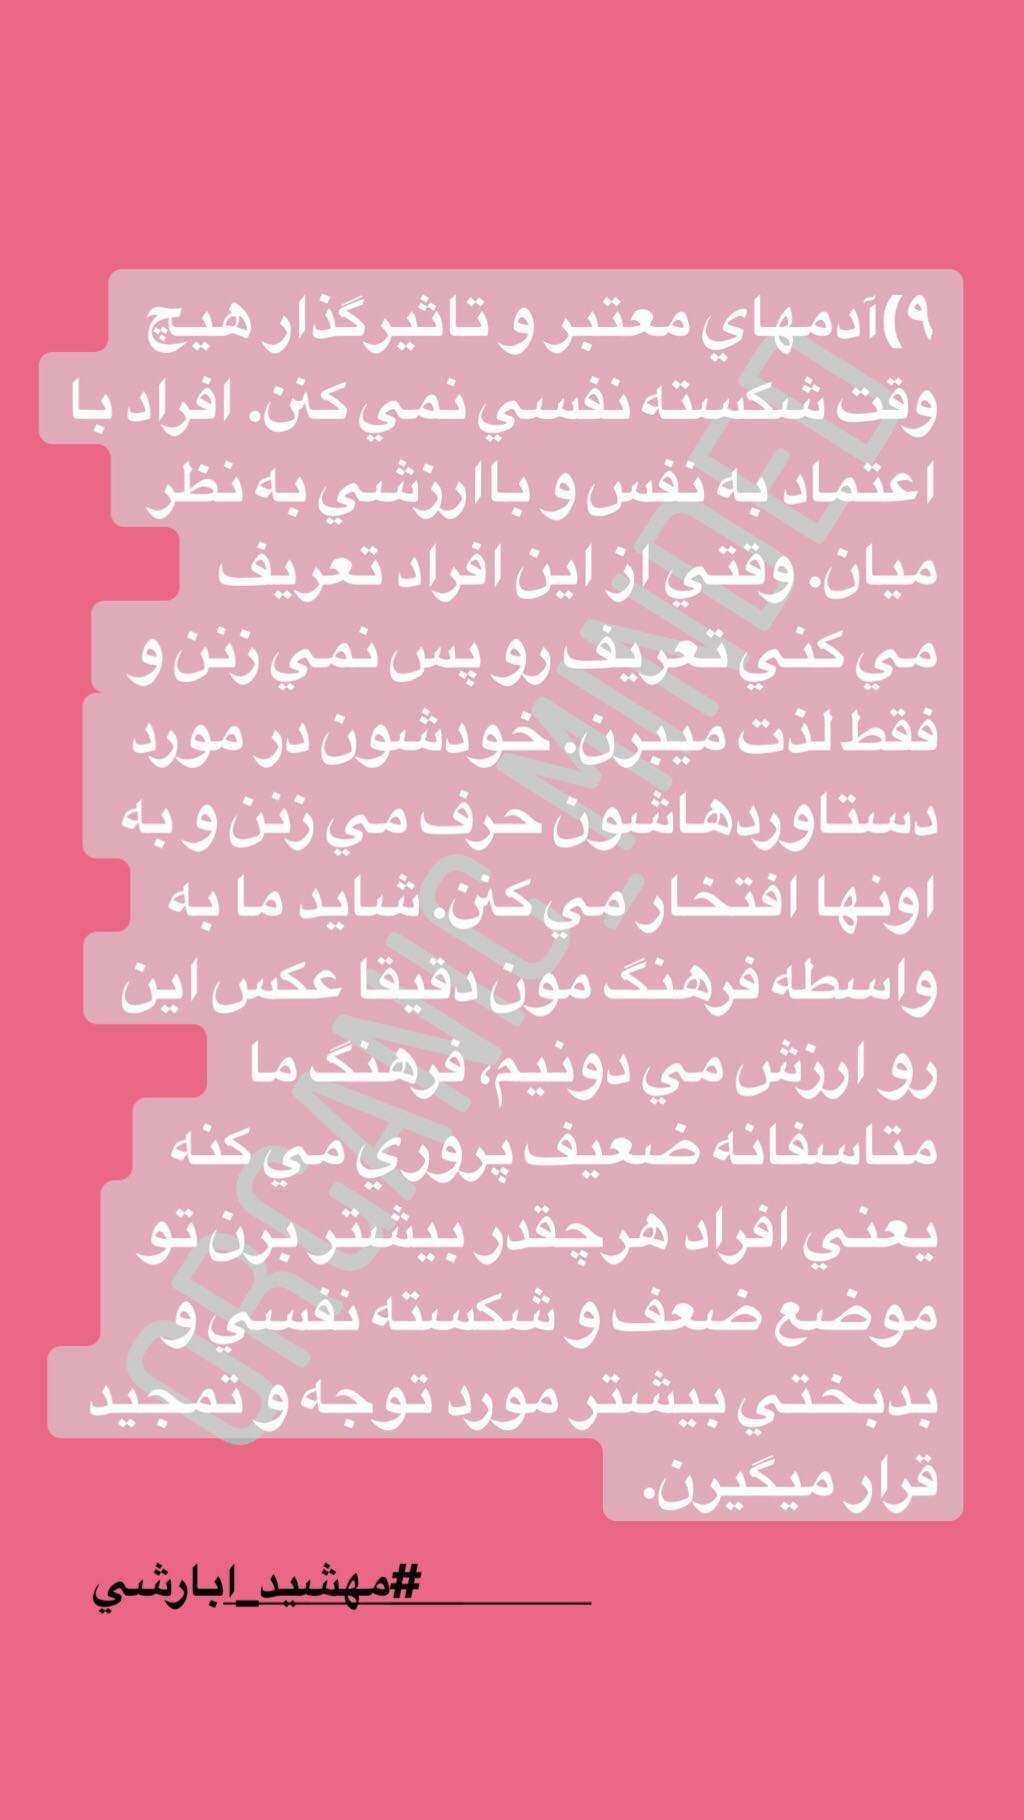 ۹)آدمهاي معتبر و تاثيرگذار هيچ
وقت شكسته نفسي نمي كنن. افراد با
اعتماد به نفس و باارزشي به نظر
ميان. وقتي از اين افراد تعريف
مي كني تعريف رو پس نمي زنن و
فقط لذت ميبرن. خودشون در مورد
دستاوردهاشون حرف مي زنن و به
اونها افتخار مي كنن. شايد ما به
واسطه فرهنگ مون دقيقا عكس اين
رو ارزش مي دونيم، فرهنگ ما
متاسفانه ضعيف پروري مي كنه
يعني افراد هرچقدر بيشتر برن تو
موضع ضعف و شكسته نفسي و
بدبختي بيشتر مورد توجه و تمجيد
قرار ميگيرن.
ORGANIC_MINDED
#مهشيد_ابارشي